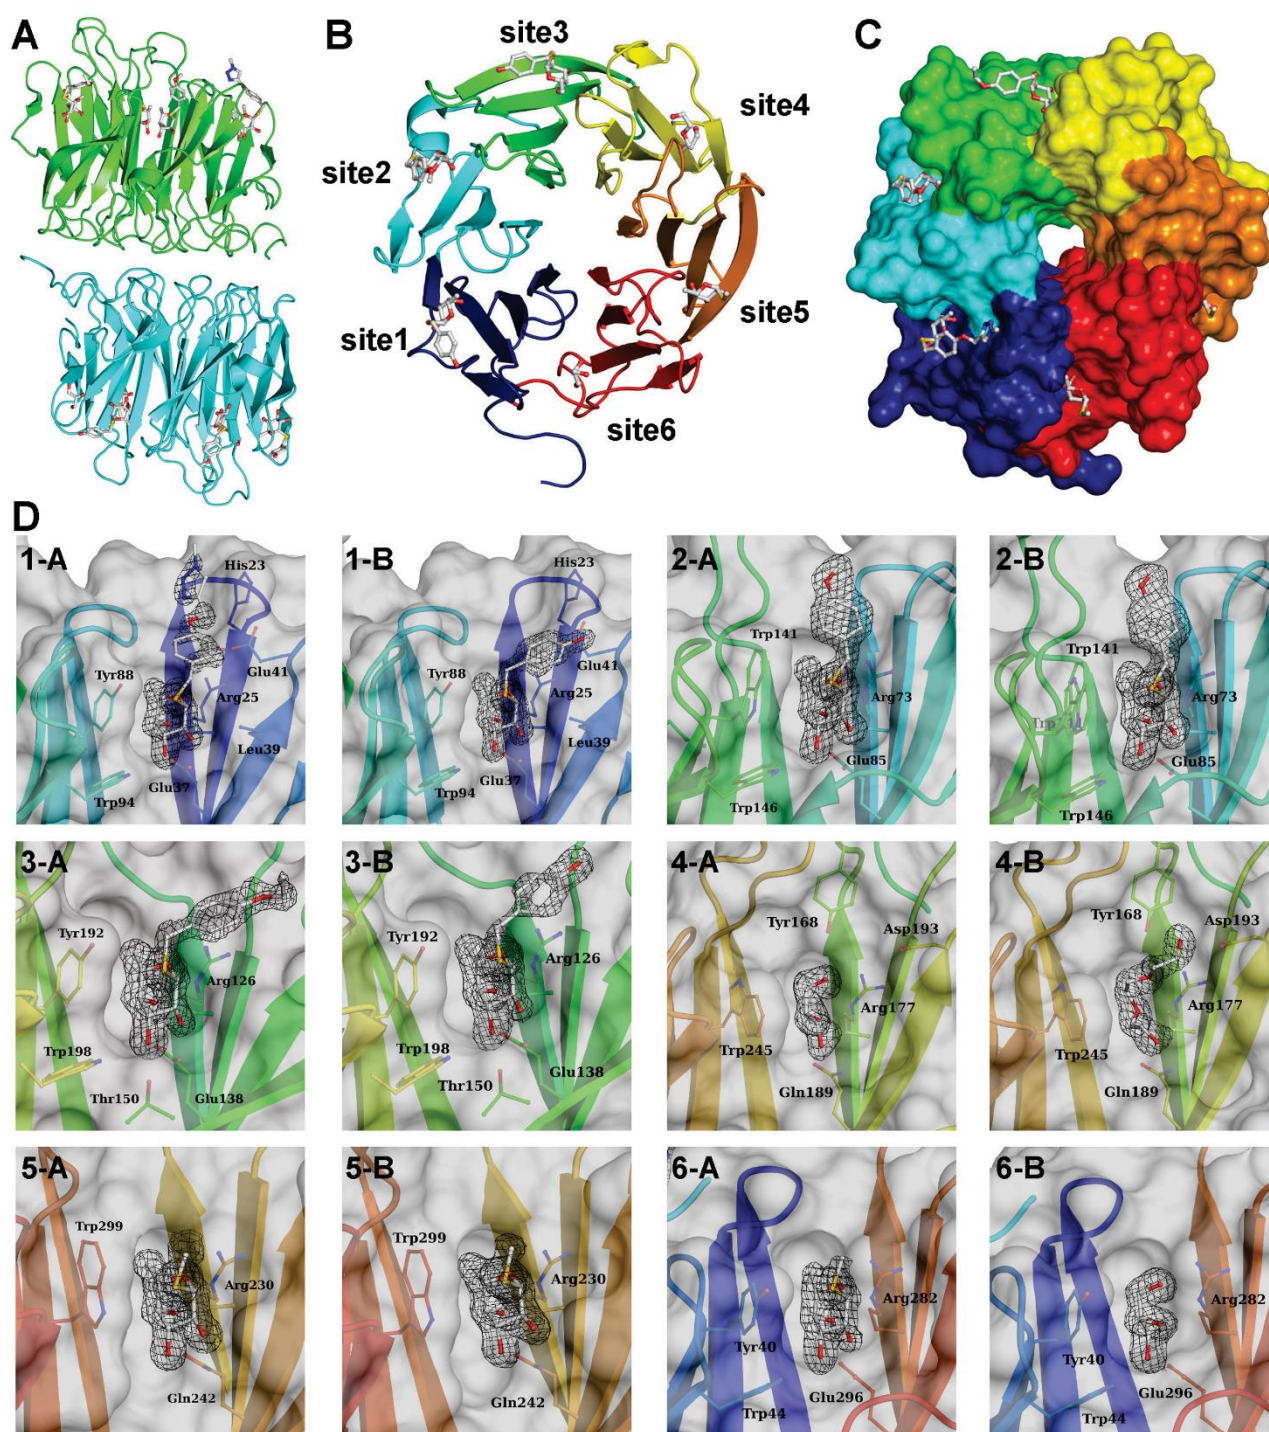 A
B
C
site3
site4
site2
site5
site1
site6
D
1-A
His23
Tyr88
Glu41
Arg25
Leu39
Glu37
Trp94
1-B
His23
Tyr88
Glu41
Arg25
Leu39
Glu37
Trp94
2-A
Trp141
Arg73
Glu85
Trp146
2-B
Trp141
Arg73
Glu85
Trp146
3-A
Tyr192
Arg126
Trp198
Thr150
Glu138
3-B
Tyr192
Arg126
Trp198
Glu138
Thr150
4-A
Tyr168
Asp193
Arg177
Trp245
Gln189
4-B
Tyr168
Asp193
Arg177
Trp245
Gln189
5-A
Trp299
Arg230
Gln242
5-B
Trp299
Arg230
Gln242
6-A
Arg282
Tyr40
Glu296
Trp44
6-B
Arg282
Tyr40
Glu296
Trp44